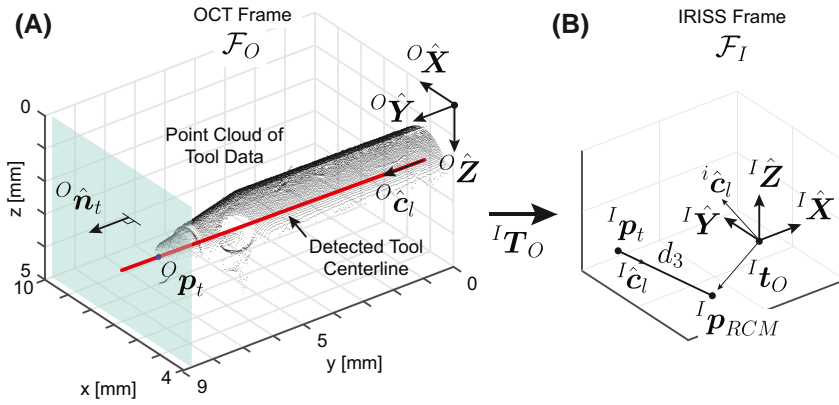 (A)
OCT Frame
𝓕_O
^O X̂
^O Ŷ
^O Ẑ
Point Cloud of
Tool Data
^O n̂_t
^O ĉ_l
Detected Tool
Centerline
^O p_t
z [mm]
0
5
10
x [mm]
4
9
y [mm]
5
0
^I T_O
(B)
IRISS Frame
𝓕_I
^i ĉ_l
^I Ẑ
^I Ŷ
^I X̂
^I p_t
d_3
^I ĉ_l
^I t_O
^I p_RCM